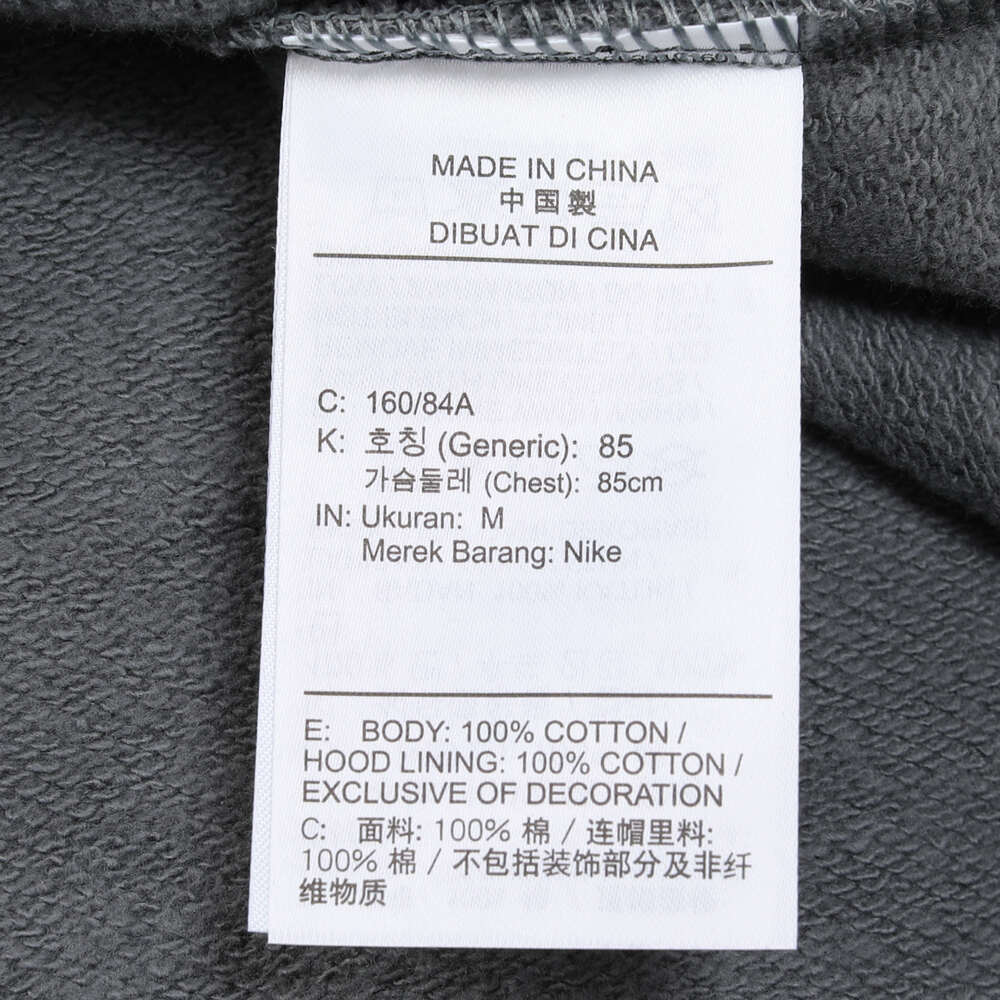 MADE IN CHINA
中国製
DIBUAT DI CINA
C: 160/84A
K: 호칭 (Generic): 85
가슴둘레 (Chest): 85cm
IN: Ukuran: M
Merek Barang: Nike
E: BODY: 100% COTTON /
HOOD LINING: 100% COTTON /
EXCLUSIVE OF DECORATION
C: 面料: 100% 棉 / 连帽里料:
100% 棉 / 不包括装饰部分及非纤
维物质